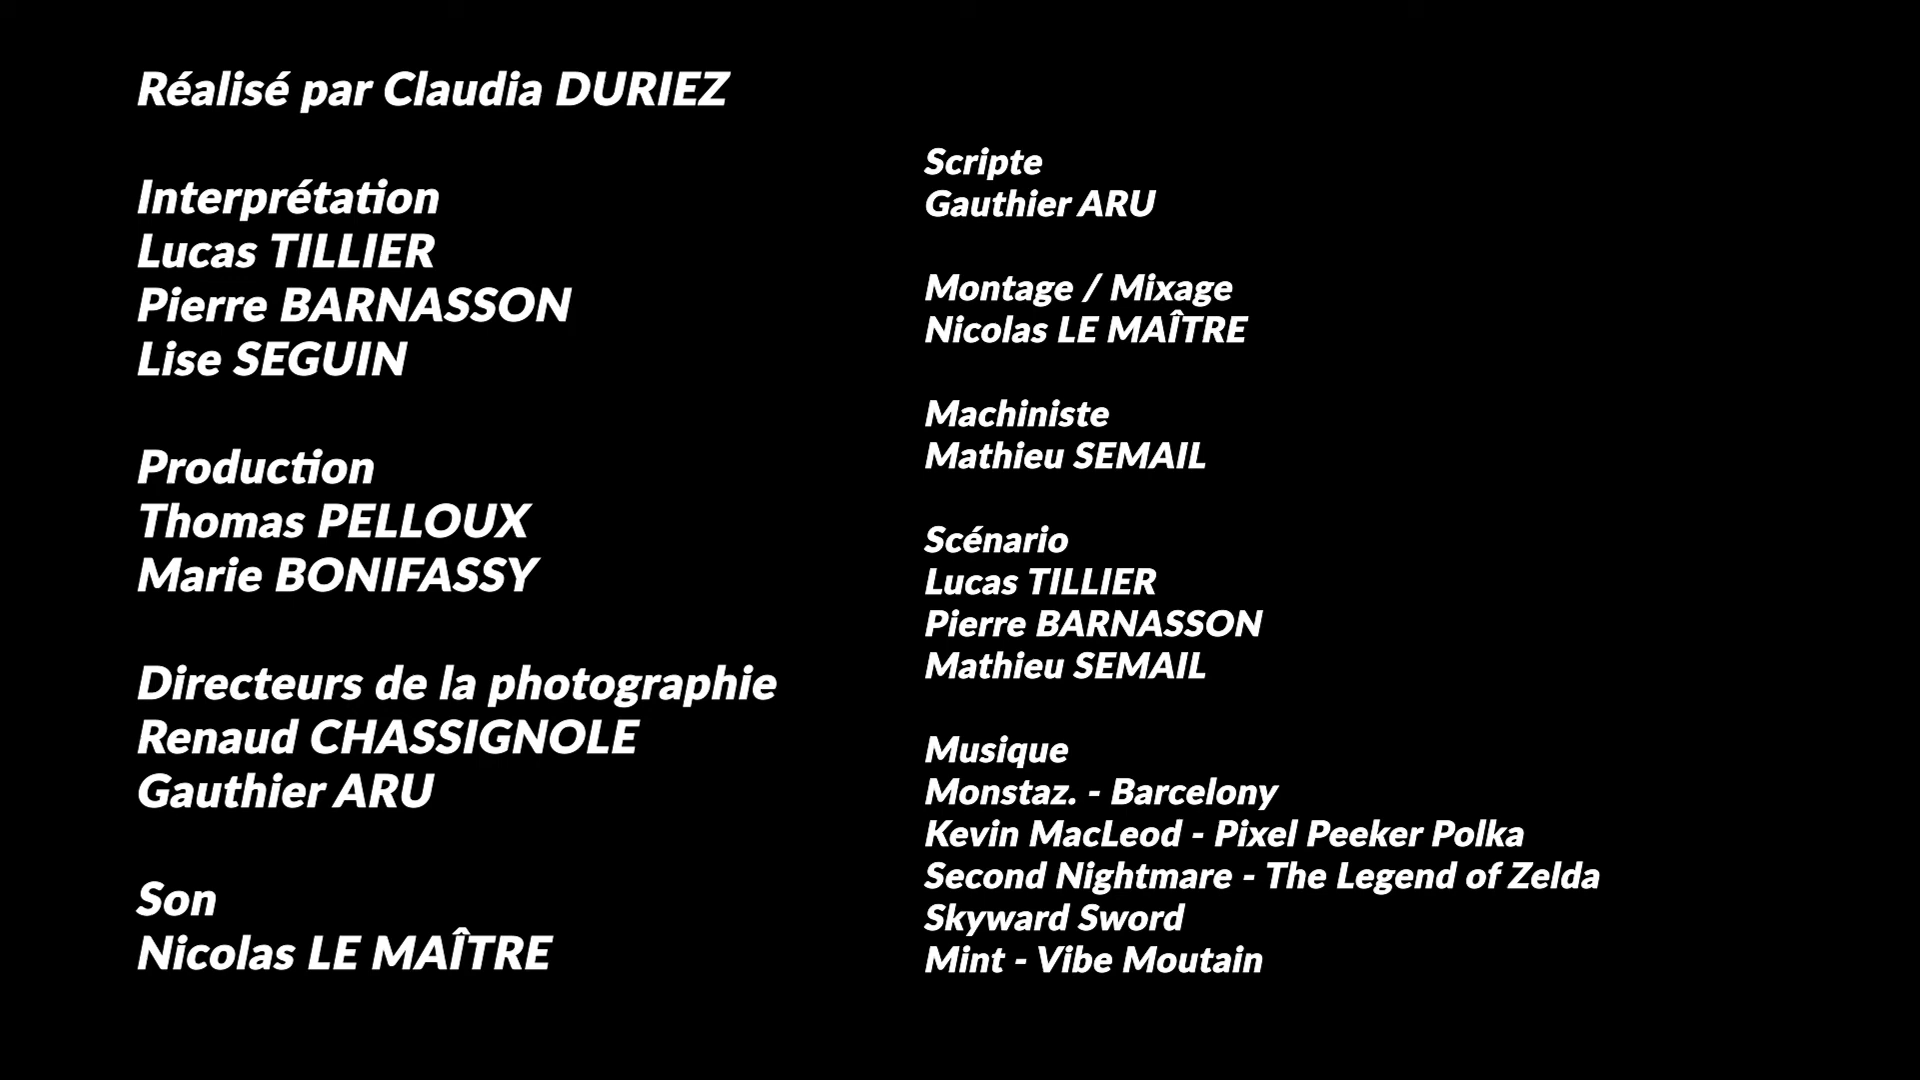 Réalisé par Claudia DURIEZ
Interprétation
Lucas TILLIER
Pierre BARNASSON
Lise SEGUIN
Production
Thomas PELLOUX
Marie BONIFASSY
Directeurs de la photographie
Renaud CHASSIGNOLE
Gauthier ARU
Son
Nicolas LE MAÎTRE
Scripte
Gauthier ARU
Montage / Mixage
Nicolas LE MAÎTRE
Machiniste
Mathieu SEMAIL
Scénario
Lucas TILLIER
Pierre BARNASSON
Mathieu SEMAIL
Musique
Monstaz. - Barcelony
Kevin MacLeod - Pixel Peeker Polka
Second Nightmare - The Legend of Zelda
Skyward Sword
Mint - Vibe Moutain